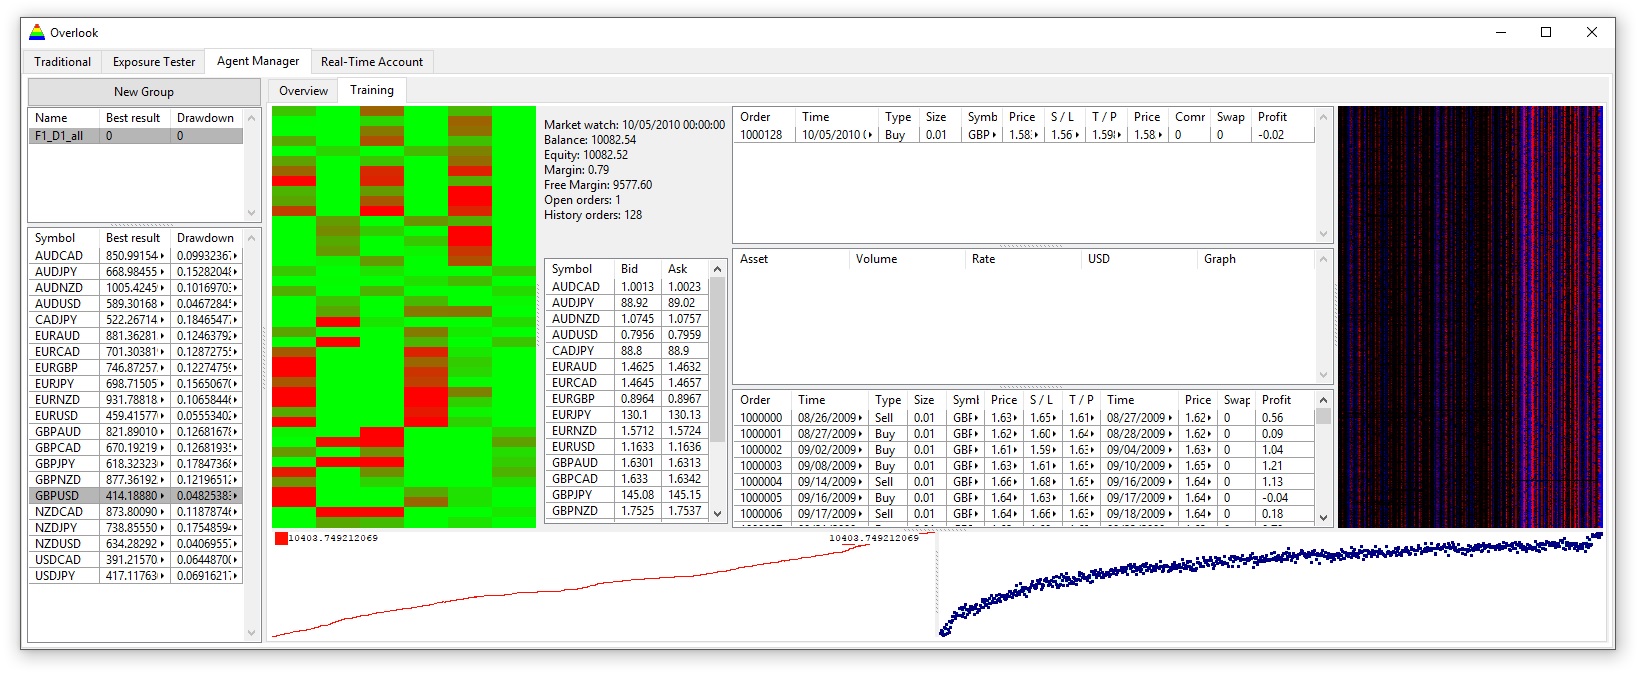 Overlook
Traditional Exposure Tester Agent Manager Real-Time Account
New Group
Name Best result Drawdown
F1_D1_all 0 0
Symbol Best result Drawdown
AUDCAD 850.99154 0.0993236
AUDJPY 668.98455 0.1528204
AUDNZD 1005.4245 0.1016970
AUDUSD 589.30168 0.0467284
CADJPY 522.26714 0.1846547
EURAUD 881.36281 0.1246379
EURCAD 701.30381 0.1287275
EURGBP 746.87257 0.1227475
EURJPY 698.71505 0.1565067
EURNZD 931.78818 0.1065844
EURUSD 459.41577 0.0555340
GBPAUD 821.89010 0.1268167
GBPCAD 670.19219 0.1268193
GBPJPY 618.32323 0.1784736
GBPNZD 877.36192 0.1219651
GBPUSD 414.18880 0.0482538
NZDCAD 873.80090 0.1187874
NZDJPY 738.85550 0.1754859
NZDUSD 634.28292 0.0406955
USDCAD 391.21570 0.0644870
USDJPY 417.11763 0.0691621
Overview Training
Market watch: 10/05/2010 00:00:00
Balance: 10082.54
Equity: 10082.52
Margin: 0.79
Free Margin: 9577.60
Open orders: 1
History orders: 128
Symbol Bid Ask
AUDCAD 1.0013 1.0023
AUDJPY 88.92 89.02
AUDNZD 1.0745 1.0757
AUDUSD 0.7956 0.7959
CADJPY 88.8 88.9
EURAUD 1.4625 1.4632
EURCAD 1.4645 1.4657
EURGBP 0.8964 0.8967
EURJPY 130.1 130.13
EURNZD 1.5712 1.5724
EURUSD 1.1633 1.1636
GBPAUD 1.6301 1.6313
GBPCAD 1.633 1.6342
GBPJPY 145.08 145.15
GBPNZD 1.7525 1.7537
Order Time Type Size Symb Price S / L T / P Price Comr Swap Profit
1000128 10/05/2010 Buy 0.01 GBP 1.58 1.56 1.59 1.58 0 0 -0.02
Asset Volume Rate USD Graph
Order Time Type Size Symb Price S / L T / P Time Price Swap Profit
1000000 08/26/2009 Sell 0.01 GBP 1.63 1.65 1.61 08/27/2009 1.62 0 0.56
1000001 08/27/2009 Buy 0.01 GBP 1.62 1.60 1.64 08/28/2009 1.62 0 0.09
1000002 09/02/2009 Buy 0.01 GBP 1.61 1.59 1.63 09/04/2009 1.63 0 1.04
1000003 09/08/2009 Buy 0.01 GBP 1.63 1.61 1.65 09/10/2009 1.65 0 1.21
1000004 09/14/2009 Sell 0.01 GBP 1.66 1.68 1.65 09/16/2009 1.64 0 1.13
1000005 09/16/2009 Buy 0.01 GBP 1.64 1.63 1.66 09/17/2009 1.64 0 -0.04
1000006 09/17/2009 Sell 0.01 GBP 1.64 1.66 1.63 09/18/2009 1.64 0 0.18
10403.749212069
10403.749212069